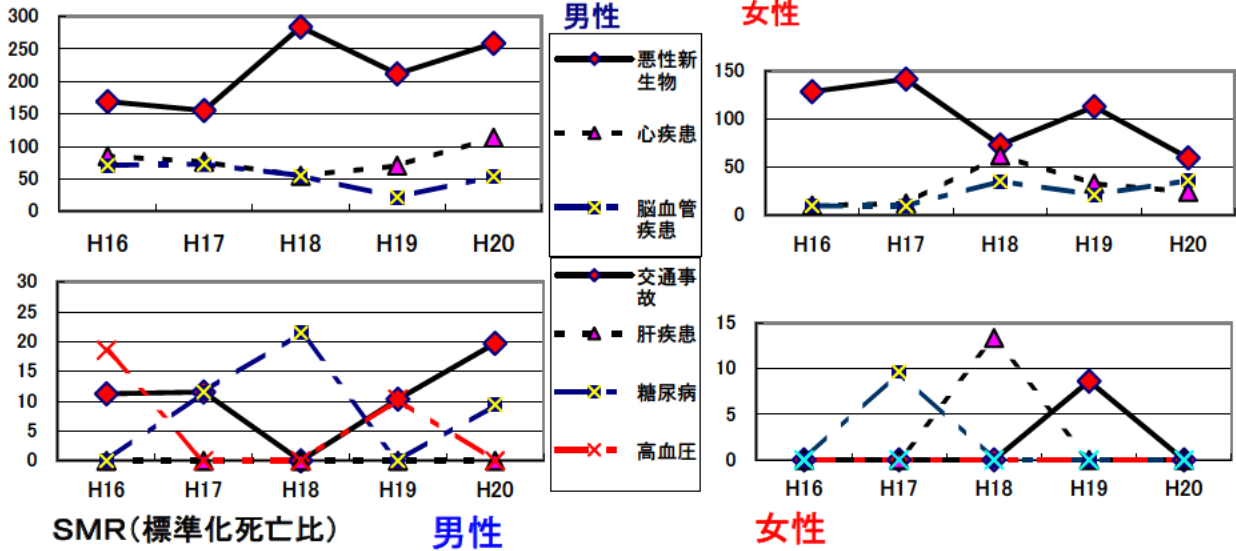 男性
女性
300
250
200
150
100
50
0
H16
H17
H18
H19
H20
悪性新
生物
心疾患
脳血管
疾患
150
100
50
0
H16
H17
H18
H19
H20
30
25
20
15
10
5
0
H16
H17
H18
H19
H20
交通事
故
肝疾患
糖尿病
高血圧
15
10
5
0
H16
H17
H18
H19
H20
SMR(標準化死亡比)
男性
女性